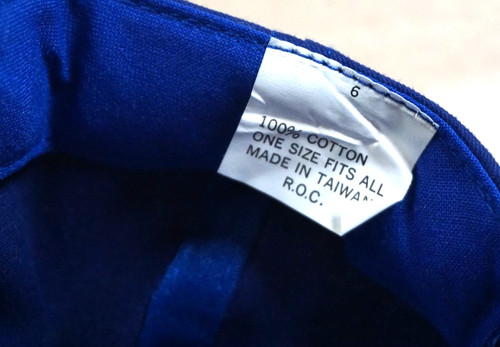 6
100% COTTON
ONE SIZE FITS ALL
MADE IN TAIWAN
R.O.C.